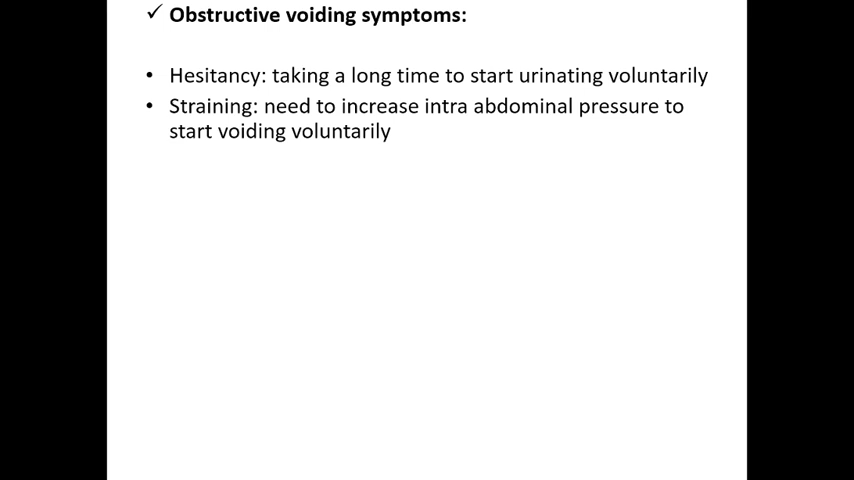 ✓ Obstructive voiding symptoms:
• Hesitancy: taking a long time to start urinating voluntarily
• Straining: need to increase intra abdominal pressure to
start voiding voluntarily